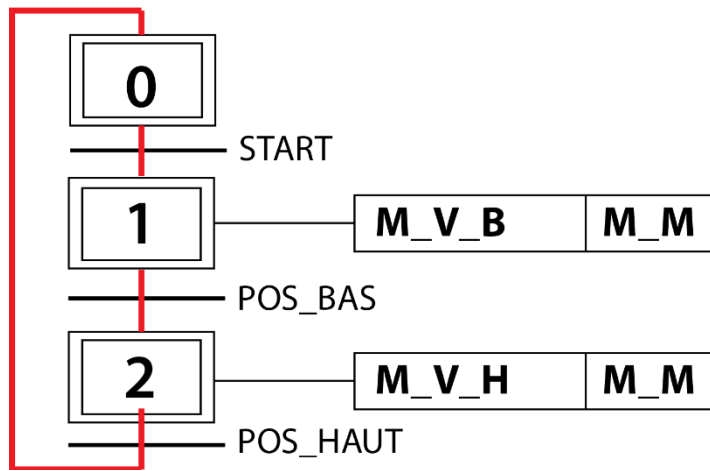 0
START
1 M_V_B M_M
POS_BAS
2 M_V_H M_M
POS_HAUT